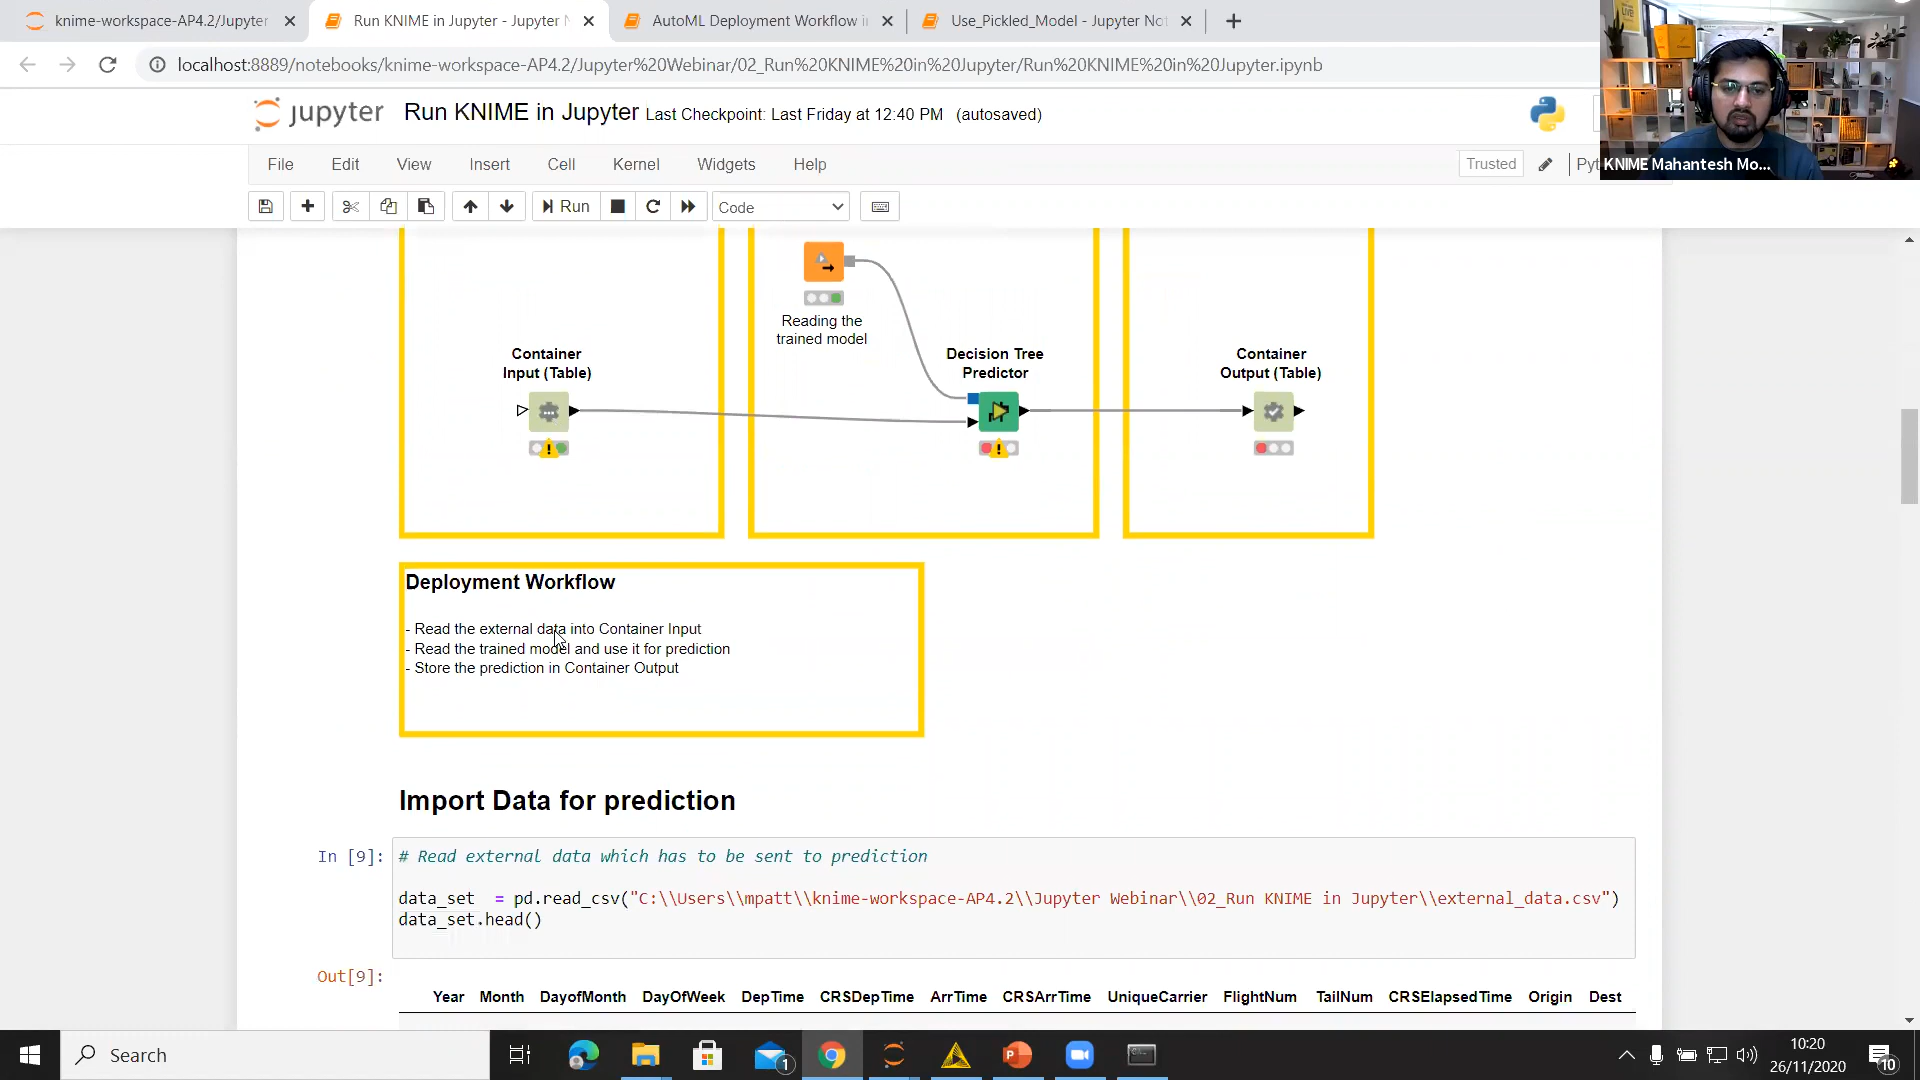 knime-workspace-AP4.2/Jupyter
Run KNIME in Jupyter - Jupyter N
AutoML Deployment Workflow in
Use_Pickled_Model - Jupyter Not
localhost:8889/notebooks/knime-workspace-AP4.2/Jupyter%20Webinar/02_Run%20KNIME%20in%20Jupyter/Run%20KNIME%20in%20Jupyter.ipynb
jupyter Run KNIME in Jupyter Last Checkpoint: Last Friday at 12:40 PM (autosaved)
File Edit View Insert Cell Kernel Widgets Help Trusted Pyt
KNIME Mahantesh Mo...
Run Code
Reading the
trained model
Container
Input (Table)
Decision Tree
Predictor
Container
Output (Table)
Deployment Workflow
- Read the external data into Container Input
- Read the trained model and use it for prediction
- Store the prediction in Container Output
Import Data for prediction
In [9]:
# Read external data which has to be sent to prediction
data_set = pd.read_csv("C:\\Users\\mpatt\\knime-workspace-AP4.2\\Jupyter Webinar\\02_Run KNIME in Jupyter\\external_data.csv")
data_set.head()
Out[9]:
Year Month DayofMonth DayOfWeek DepTime CRSDepTime ArrTime CRSArrTime UniqueCarrier FlightNum TailNum CRSElapsedTime Origin Dest
Search
1
10:20
26/11/2020
10